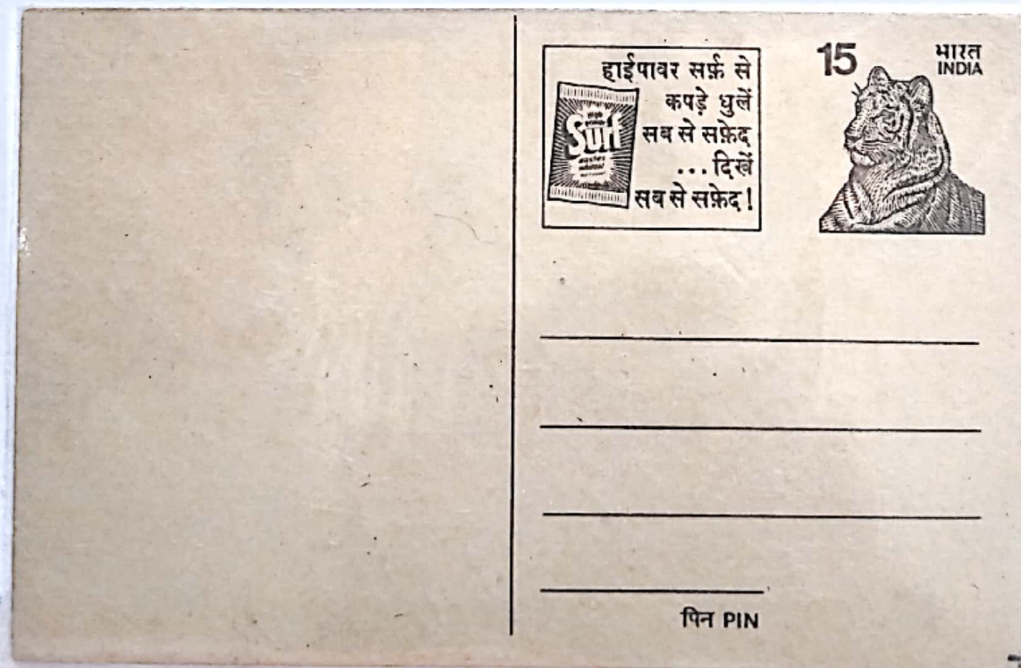 हाईपावर सर्फ़ से
कपड़े धुलें
सब से सफ़ेद
...दिखें
सब से सफ़ेद!
Surf
15
भारत
INDIA
पिन PIN